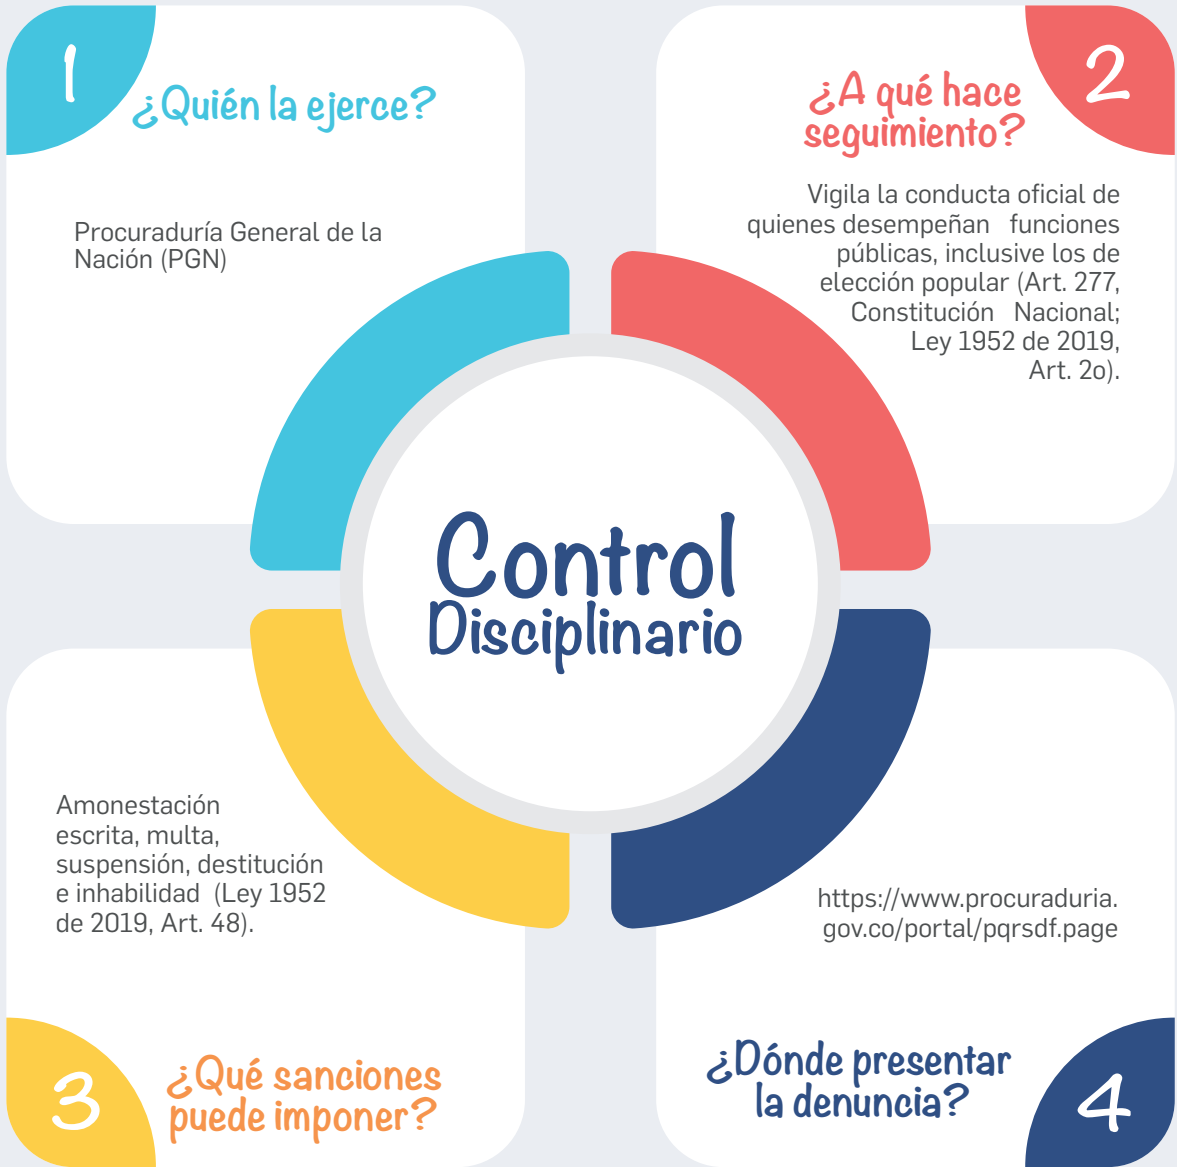 1
¿Quién la ejerce?
Procuraduría General de la
Nación (PGN)
2
¿A qué hace
seguimiento?
Vigila la conducta oficial de
quienes desempeñan funciones
públicas, inclusive los de
elección popular (Art. 277,
Constitución Nacional;
Ley 1952 de 2019,
Art. 2o).
Control
Disciplinario
Amonestación
escrita, multa,
suspensión, destitución
e inhabilidad (Ley 1952
de 2019, Art. 48).
3
¿Qué sanciones
puede imponer?
https://www.procuraduria.
gov.co/portal/pqrsdf.page
¿Dónde presentar
la denuncia?
4